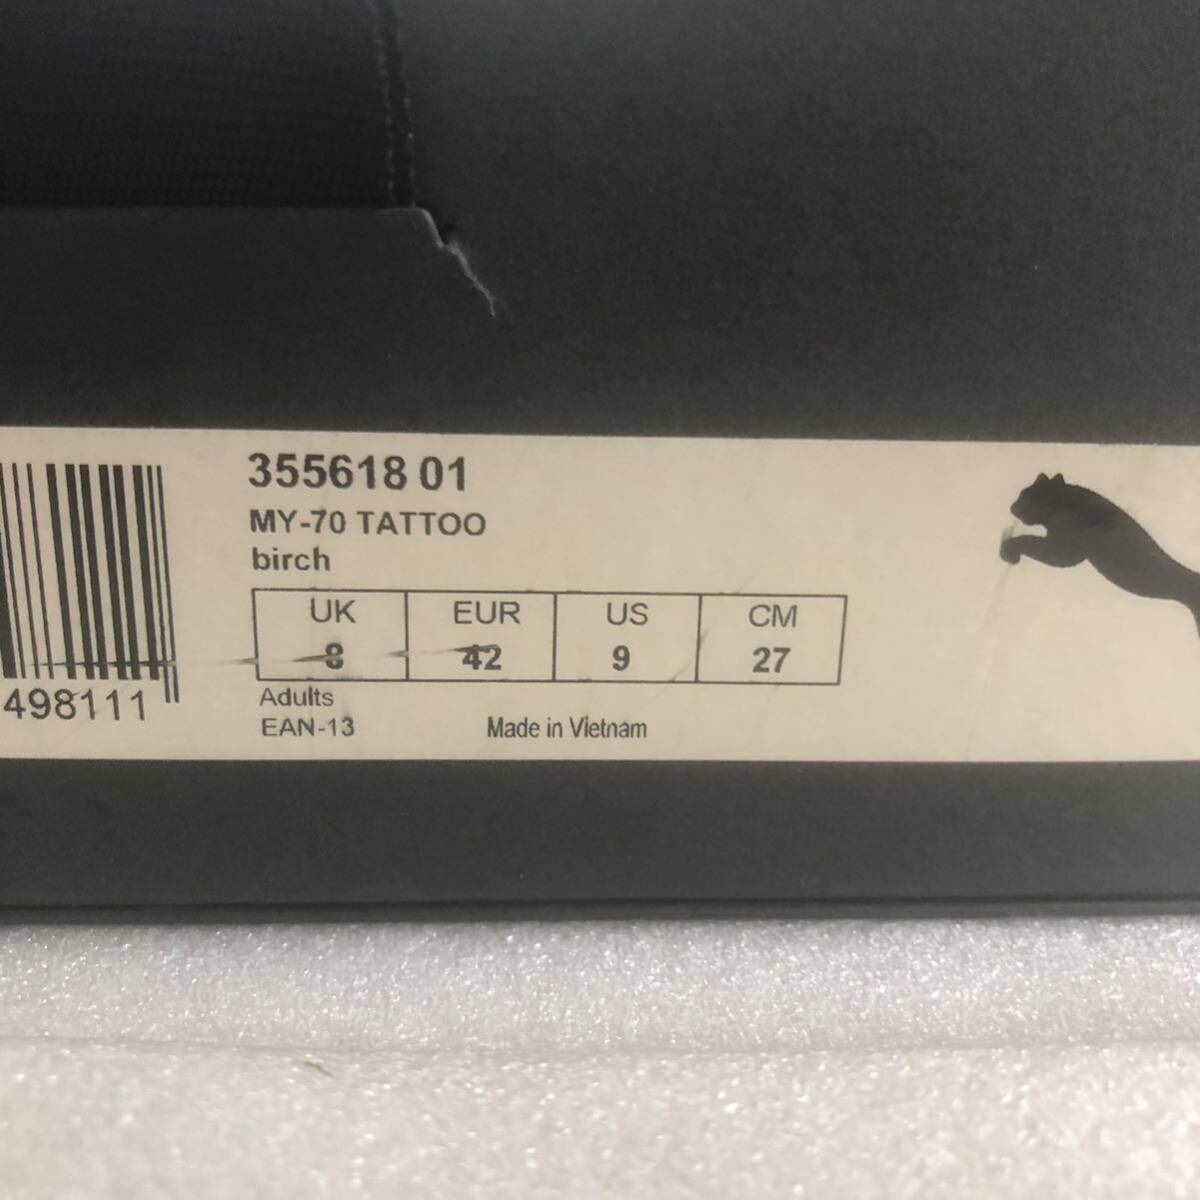 355618 01
MY-70 TATTOO
birch
UK EUR US CM
8 42 9 27
498111
Adults
EAN-13 Made in Vietnam